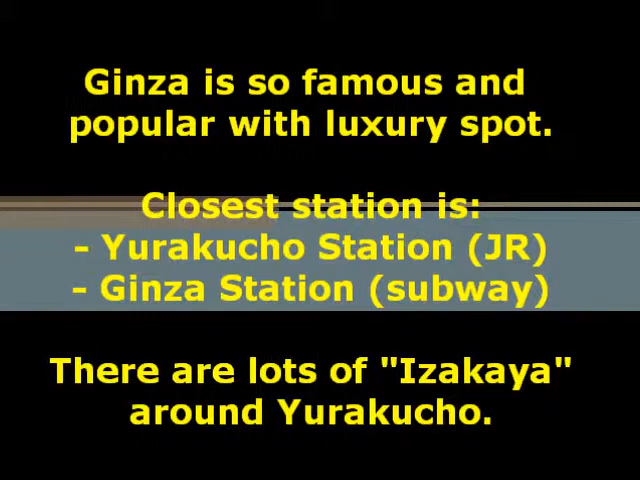 Ginza is so famous and
popular with luxury spot.
Closest station is:
- Yurakucho Station (JR)
- Ginza Station (subway)
There are lots of "Izakaya"
around Yurakucho.